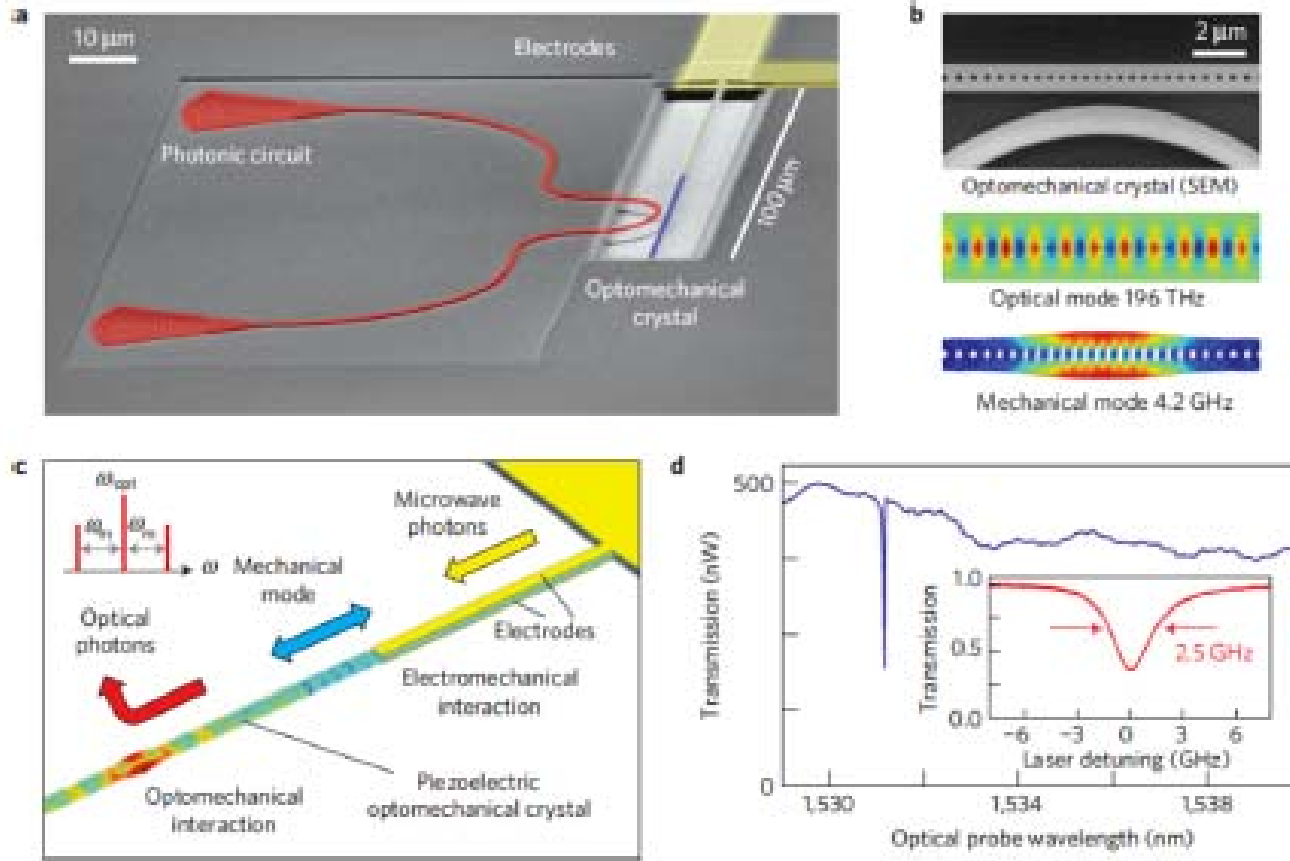 a
10 μm
Electrodes
Photonic circuit
100 μm
Optomechanical
crystal
b
2 μm
Optomechanical crystal (SEM)
Optical mode 196 THz
Mechanical mode 4.2 GHz
c
ω
Microwave
photons
Mechanical
mode
Optical
photons
Electrodes
Electromechanical
interaction
Piezoelectric
optomechanical crystal
Optomechanical
interaction
d
500
Transmission (nW)
0
1,530
1,534
1,538
Optical probe wavelength (nm)
1.0
0.5
0.0
Transmission
2.5 GHz
−6
−3
0
3
6
Laser detuning (GHz)